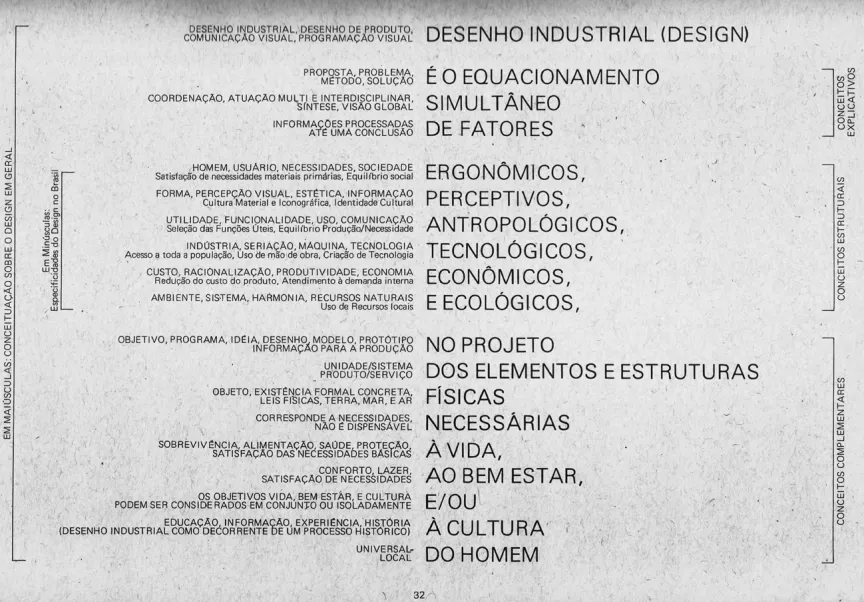 DESENHO INDUSTRIAL, DESENHO DE PRODUTO,
COMUNICAÇÃO VISUAL, PROGRAMAÇÃO VISUAL
DESENHO INDUSTRIAL (DESIGN)
PROPOSTA, PROBLEMA,
MÉTODO, SOLUÇÃO
É O EQUACIONAMENTO
COORDENAÇÃO, ATUAÇÃO MULTI E INTERDISCIPLINAR,
SÍNTESE, VISÃO GLOBAL
SIMULTÂNEO
INFORMAÇÕES PROCESSADAS
ATÉ UMA CONCLUSÃO
DE FATORES
CONCEITOS
EXPLICATIVOS
HOMEM, USUÁRIO, NECESSIDADES, SOCIEDADE
Satisfação de necessidades materiais primárias, Equilíbrio social
ERGONÔMICOS,
FORMA, PERCEPÇÃO VISUAL, ESTÉTICA, INFORMAÇÃO
Cultura Material e Iconográfica, Identidade Cultural
PERCEPTIVOS,
UTILIDADE, FUNCIONALIDADE, USO, COMUNICAÇÃO
Seleção das Funções Úteis, Equilíbrio Produção/Necessidade
ANTROPOLÓGICOS,
INDÚSTRIA, SERIAÇÃO, MÁQUINA, TECNOLOGIA
Acesso a toda a população, Uso de mão de obra, Criação de Tecnologia
TECNOLÓGICOS,
CUSTO, RACIONALIZAÇÃO, PRODUTIVIDADE, ECONOMIA
Redução do custo do produto, Atendimento à demanda interna
ECONÔMICOS,
AMBIENTE, SISTEMA, HARMONIA, RECURSOS NATURAIS
Uso de Recursos locais
E ECOLÓGICOS,
CONCEITOS ESTRUTURAIS
Em Minúsculas:
Especificidades do Design no Brasil
EM MAIÚSCULAS: CONCEITUAÇÃO SOBRE O DESIGN EM GERAL
OBJETIVO, PROGRAMA, IDÉIA, DESENHO, MODELO, PROTÓTIPO
INFORMAÇÃO PARA A PRODUÇÃO
NO PROJETO
UNIDADE/SISTEMA
PRODUTO/SERVIÇO
DOS ELEMENTOS E ESTRUTURAS
OBJETO, EXISTÊNCIA FORMAL CONCRETA,
LEIS FÍSICAS, TERRA, MAR, E AR
FÍSICAS
CORRESPONDE A NECESSIDADES,
NÃO É DISPENSÁVEL
NECESSÁRIAS
SOBREVIVÊNCIA, ALIMENTAÇÃO, SAÚDE, PROTEÇÃO,
SATISFAÇÃO DAS NECESSIDADES BÁSICAS
À VIDA,
CONFORTO, LAZER,
SATISFAÇÃO DE NECESSIDADES
AO BEM ESTAR,
OS OBJETIVOS VIDA, BEM ESTAR, E CULTURA
PODEM SER CONSIDERADOS EM CONJUNTO OU ISOLADAMENTE
E/OU
EDUCAÇÃO, INFORMAÇÃO, EXPERIÊNCIA, HISTÓRIA
(DESENHO INDUSTRIAL COMO DECORRENTE DE UM PROCESSO HISTÓRICO)
À CULTURA
UNIVERSAL-
LOCAL
DO HOMEM
CONCEITOS COMPLEMENTARES
32